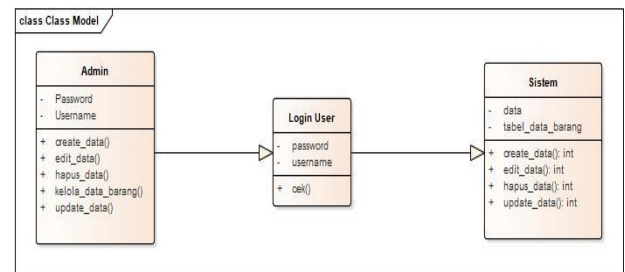 class Class Model
Admin
- Password
- Username
+ create_data()
+ edit_data()
+ hapus_data()
+ kelola_data_barang()
+ update_data()
Login User
- password
- username
+ cek()
Sistem
- data
- tabel_data_barang
+ create_data(): int
+ edit_data(): int
+ hapus_data(): int
+ update_data(): int